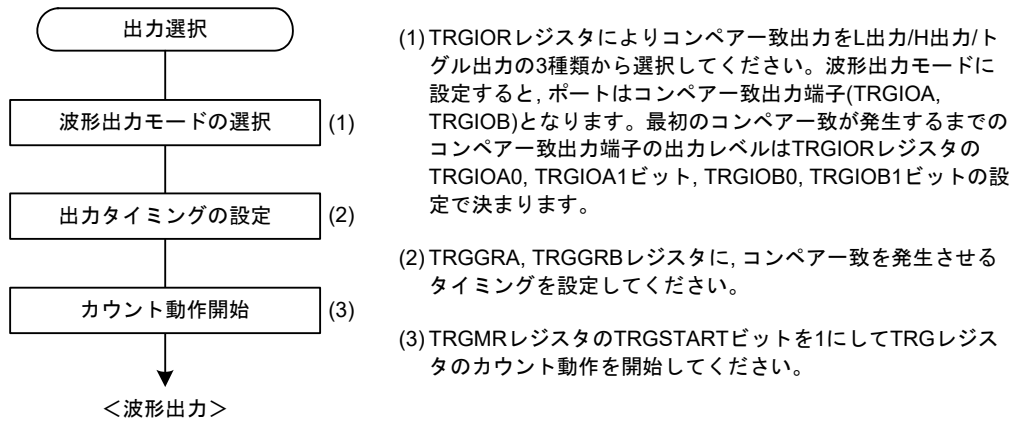 出力選択
波形出力モードの選択 (1)
出力タイミングの設定 (2)
カウント動作開始 (3)
＜波形出力＞
(1) TRGIORレジスタによりコンペア一致出力をL出力/H出力/ト
グル出力の3種類から選択してください。波形出力モードに
設定すると, ポートはコンペア一致出力端子(TRGIOA,
TRGIOB)となります。最初のコンペア一致が発生するまでの
コンペア一致出力端子の出力レベルはTRGIORレジスタの
TRGIOA0, TRGIOA1ビット, TRGIOB0, TRGIOB1ビットの設
定で決まります。
(2) TRGGRA, TRGGRBレジスタに, コンペア一致を発生させる
タイミングを設定してください。
(3) TRGMRレジスタのTRGSTARTビットを1にしてTRGレジス
タのカウント動作を開始してください。